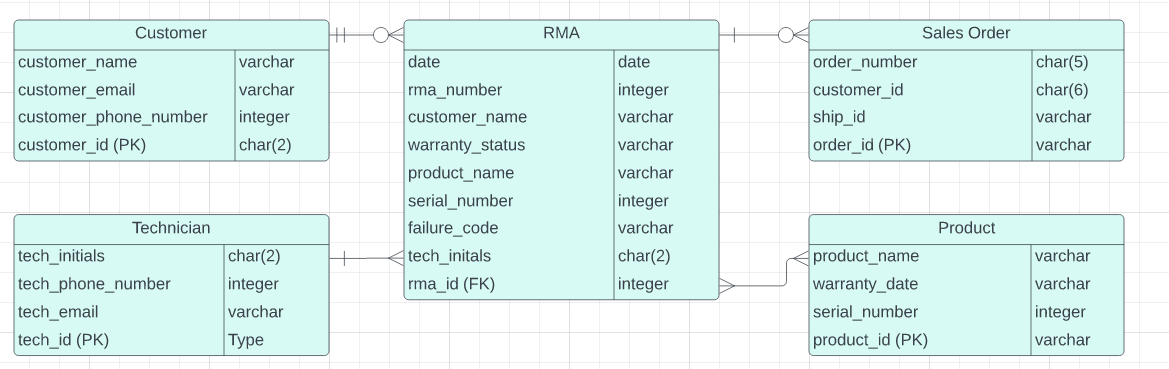 Customer
customer_name varchar
customer_email varchar
customer_phone_number integer
customer_id (PK) char(2)
RMA
date date
rma_number integer
customer_name varchar
warranty_status varchar
product_name varchar
serial_number integer
failure_code varchar
tech_initals char(2)
rma_id (FK) integer
Sales Order
order_number char(5)
customer_id char(6)
ship_id varchar
order_id (PK) varchar
Technician
tech_initials char(2)
tech_phone_number integer
tech_email varchar
tech_id (PK) Type
Product
product_name varchar
warranty_date varchar
serial_number integer
product_id (PK) varchar